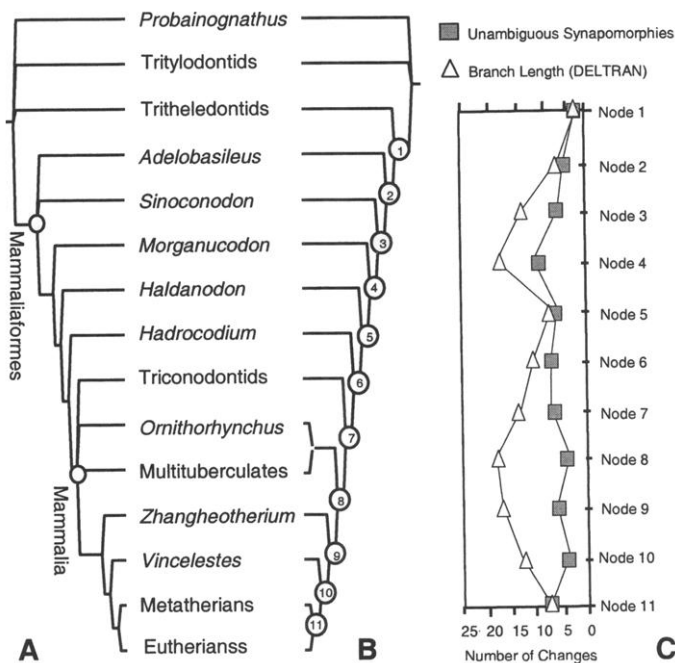 Probainognathus
Tritylodontids
Tritheledontids
Adelobasileus
Sinoconodon
Morganucodon
Haldanodon
Hadrocodium
Triconodontids
Ornithorhynchus
Multituberculates
Zhangheotherium
Vincelestes
Metatherians
Eutherianss
Mammaliaformes
Mammalia
A
1
2
3
4
5
6
7
8
9
10
11
B
Unambiguous Synapomorphies
Branch Length (DELTRAN)
Node 1
Node 2
Node 3
Node 4
Node 5
Node 6
Node 7
Node 8
Node 9
Node 10
Node 11
25 20 15 10 5 0
Number of Changes
C